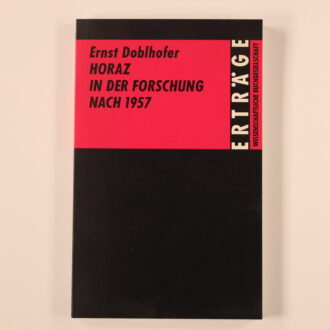 Ernst Doblhofer
HORAZ
IN DER FORSCHUNG
NACH 1957
ERTRÄGE
WISSENSCHAFTLICHE BUCHGESELLSCHAFT